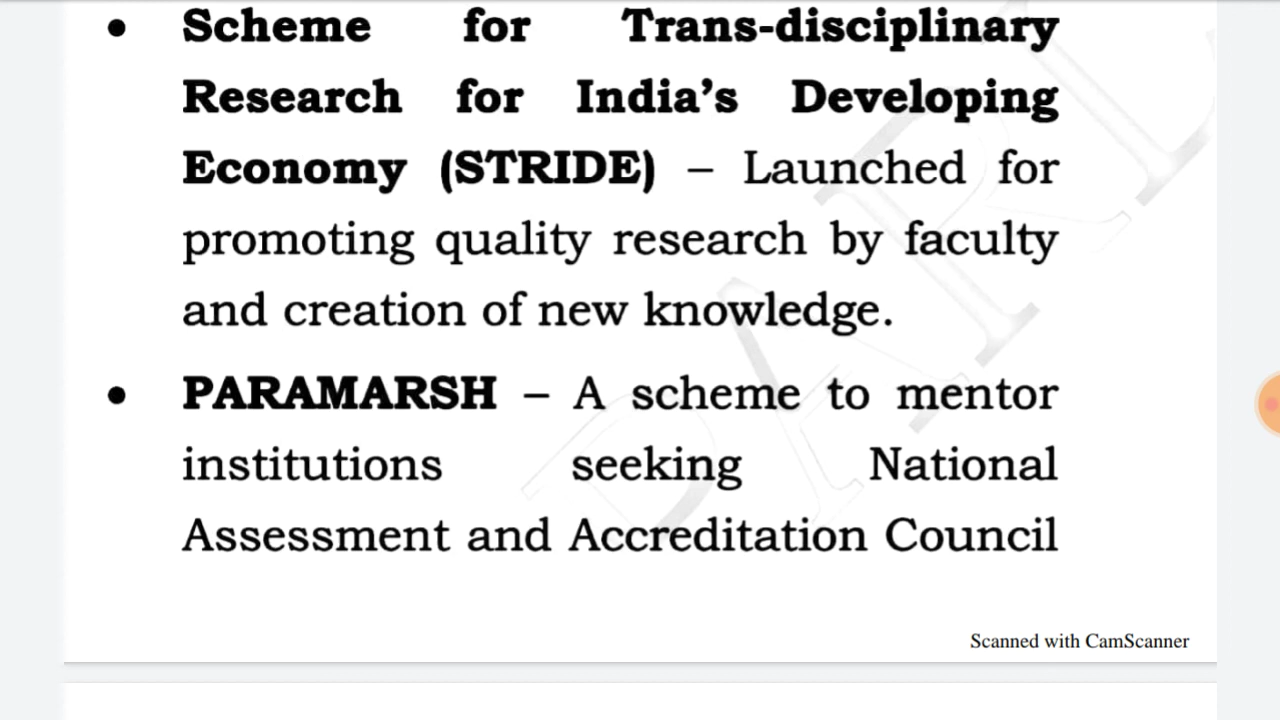 • Scheme for Trans-disciplinary
Research for India's Developing
Economy (STRIDE) – Launched for
promoting quality research by faculty
and creation of new knowledge.
• PARAMARSH – A scheme to mentor
institutions seeking National
Assessment and Accreditation Council
Scanned with CamScanner